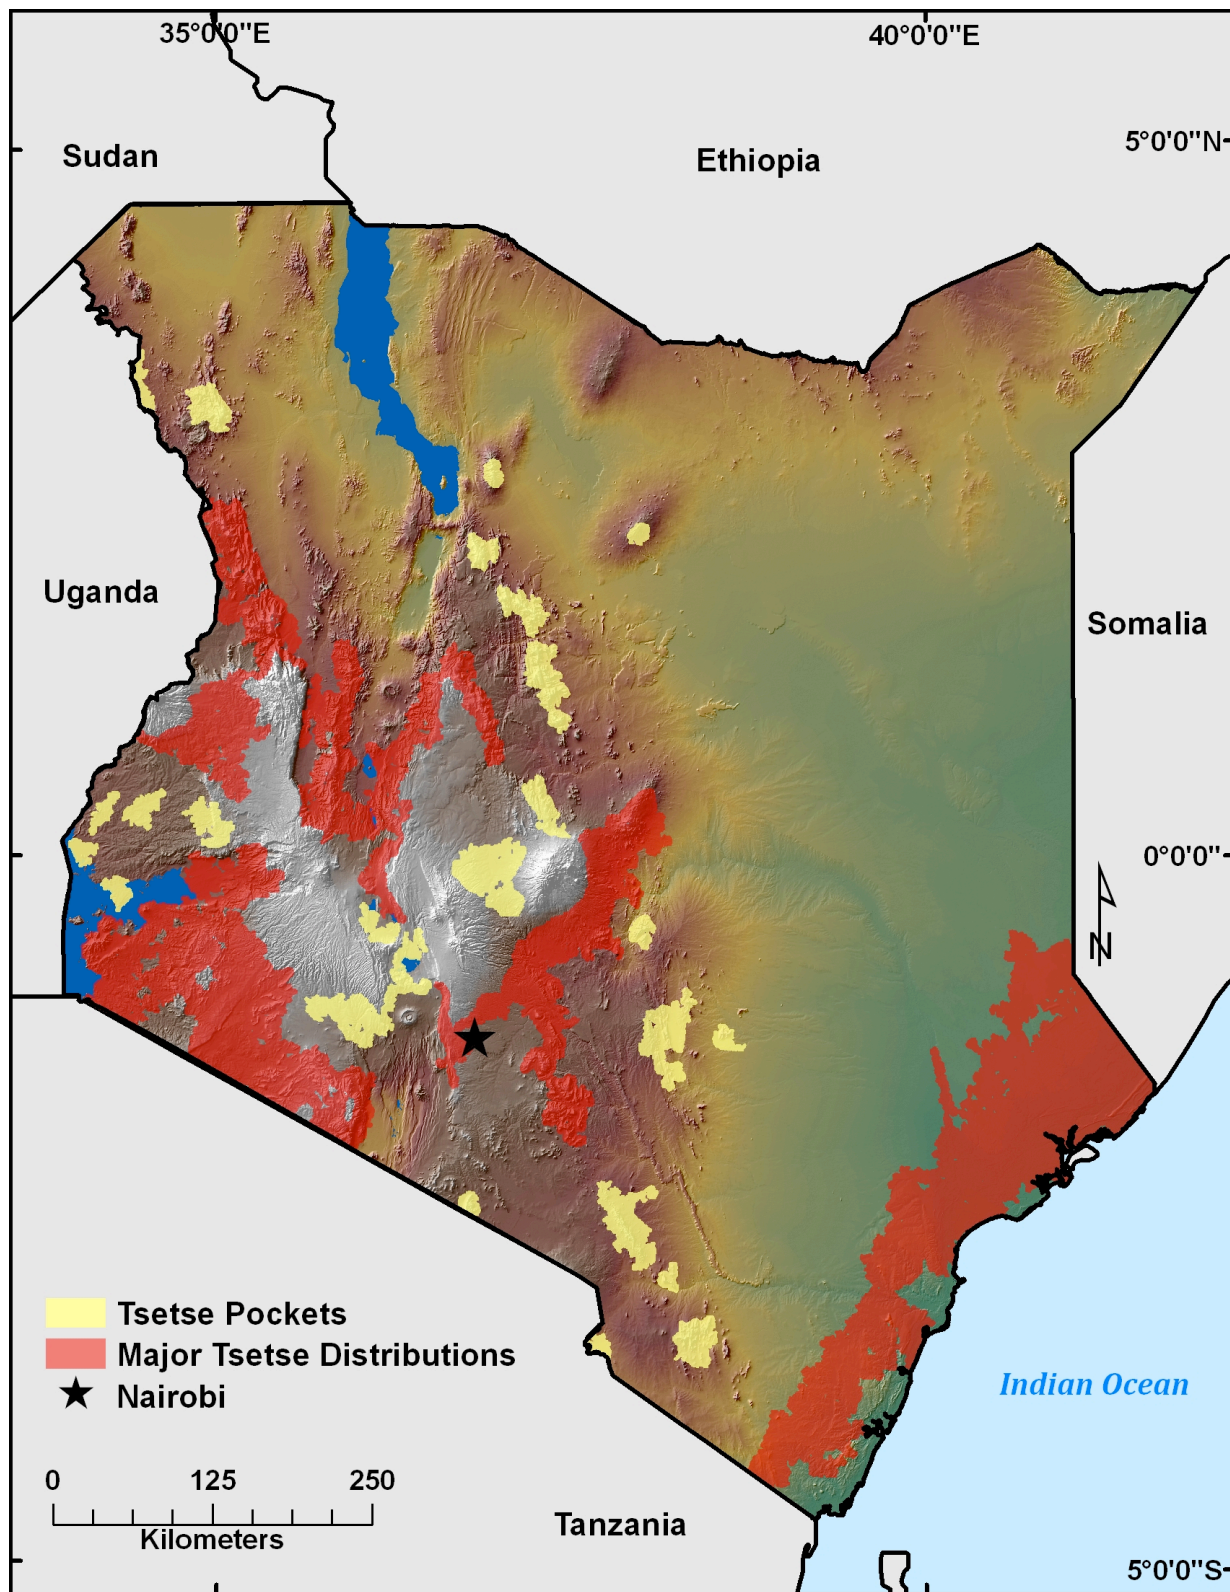 35°0'0"E
40°0'0"E
Sudan
Ethiopia
5°0'0"N
Uganda
Somalia
0°0'0"
N
Tsetse Pockets
Major Tsetse Distributions
Nairobi
Indian Ocean
0 125 250
Kilometers
Tanzania
5°0'0"S